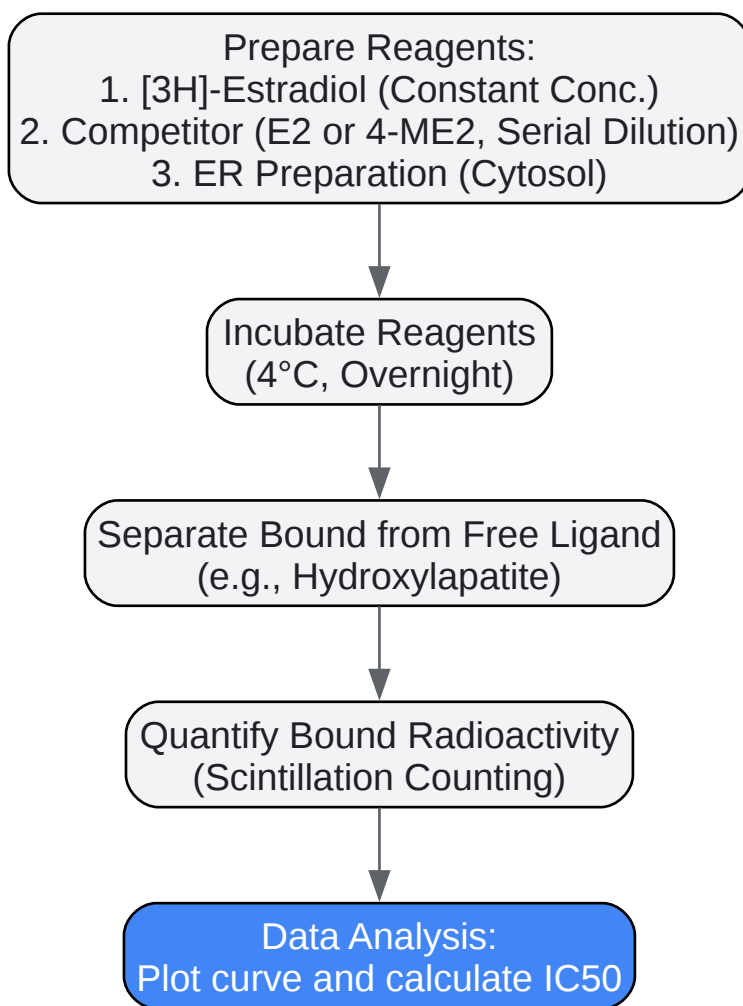 Prepare Reagents:
1. [3H]-Estradiol (Constant Conc.)
2. Competitor (E2 or 4-ME2, Serial Dilution)
3. ER Preparation (Cytosol)
Incubate Reagents
(4°C, Overnight)
Separate Bound from Free Ligand
(e.g., Hydroxylapatite)
Quantify Bound Radioactivity
(Scintillation Counting)
Data Analysis:
Plot curve and calculate IC50